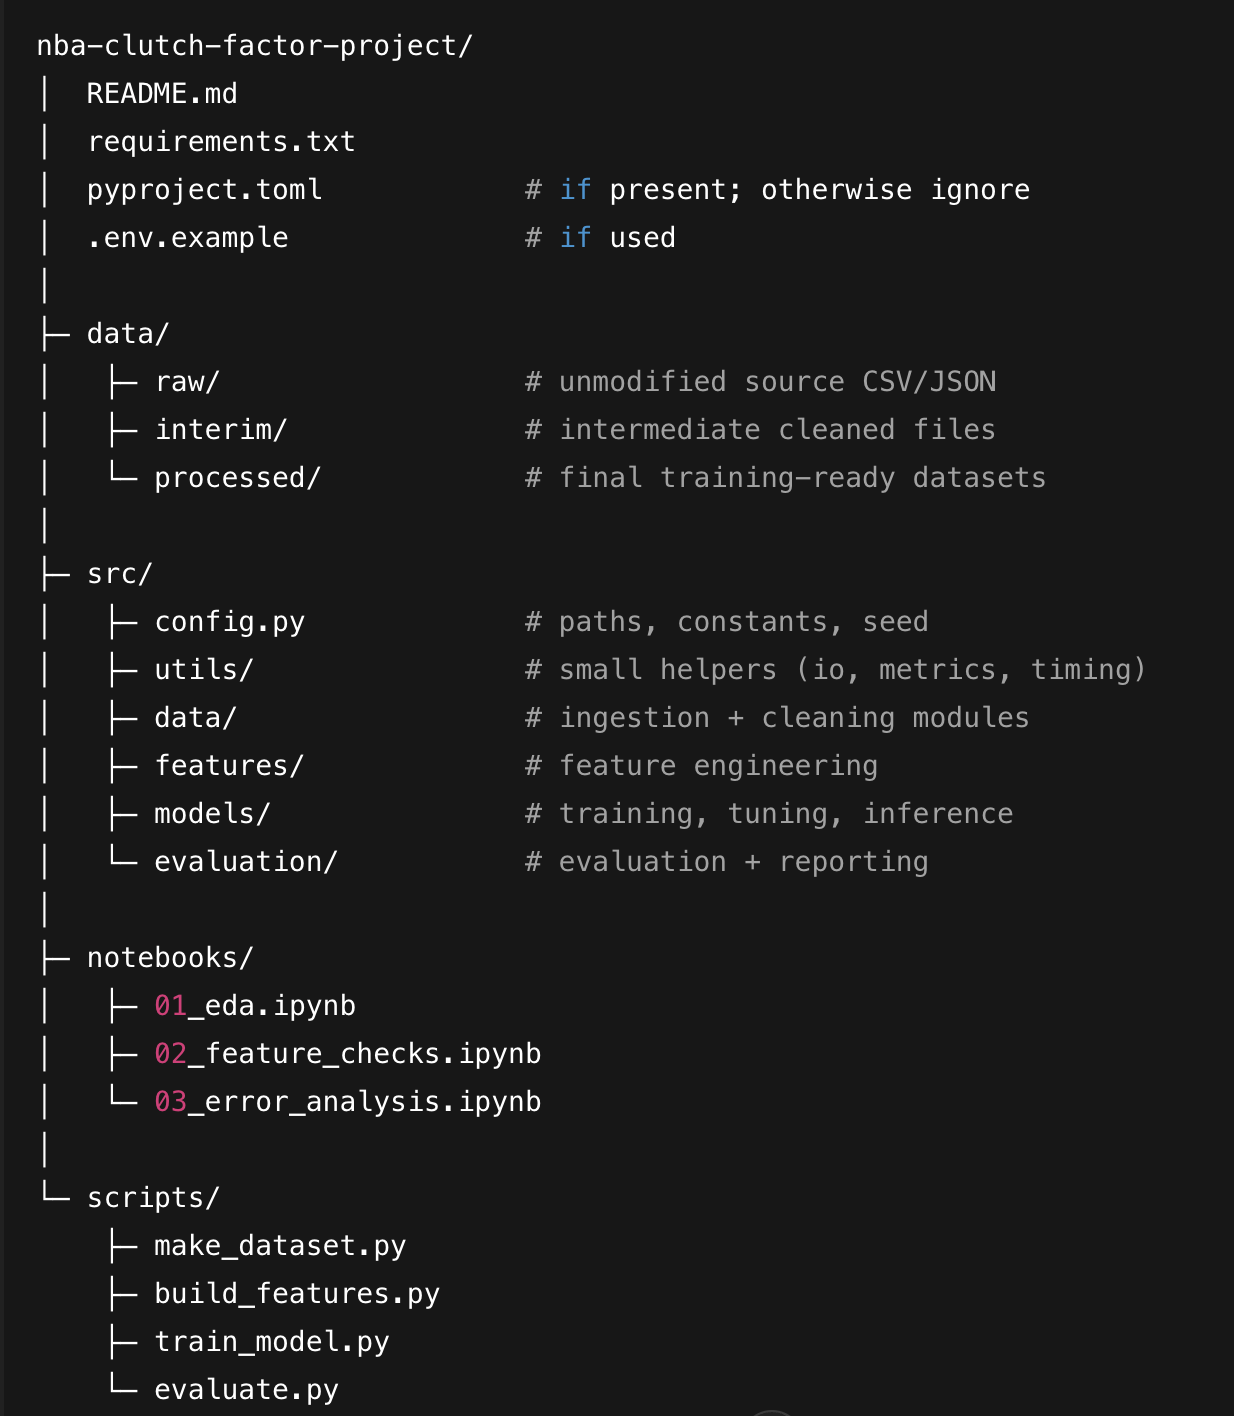 nba-clutch-factor-project/
│  README.md
│  requirements.txt
│  pyproject.toml            # if present; otherwise ignore
│  .env.example              # if used
│
├─ data/
│   ├─ raw/                  # unmodified source CSV/JSON
│   ├─ interim/              # intermediate cleaned files
│   └─ processed/            # final training-ready datasets
│
├─ src/
│   ├─ config.py             # paths, constants, seed
│   ├─ utils/                # small helpers (io, metrics, timing)
│   ├─ data/                 # ingestion + cleaning modules
│   ├─ features/             # feature engineering
│   ├─ models/               # training, tuning, inference
│   └─ evaluation/           # evaluation + reporting
│
├─ notebooks/
│   ├─ 01_eda.ipynb
│   ├─ 02_feature_checks.ipynb
│   └─ 03_error_analysis.ipynb
│
└─ scripts/
    ├─ make_dataset.py
    ├─ build_features.py
    ├─ train_model.py
    └─ evaluate.py